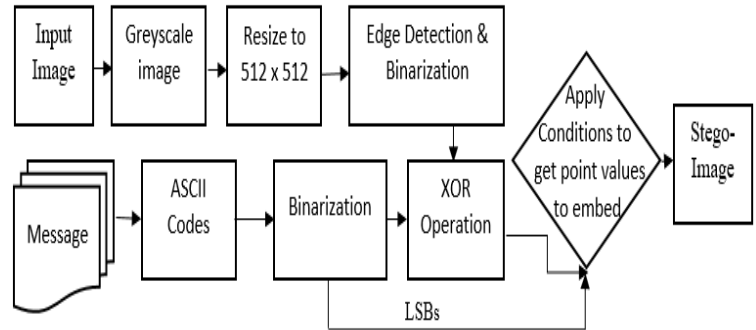 Input
Image
Greyscale
image
Resize to
512 x 512
Edge Detection &
Binarization
Apply
Conditions to
get point values
to embed
Stego-
Image
Message
ASCII
Codes
Binarization
XOR
Operation
LSBs